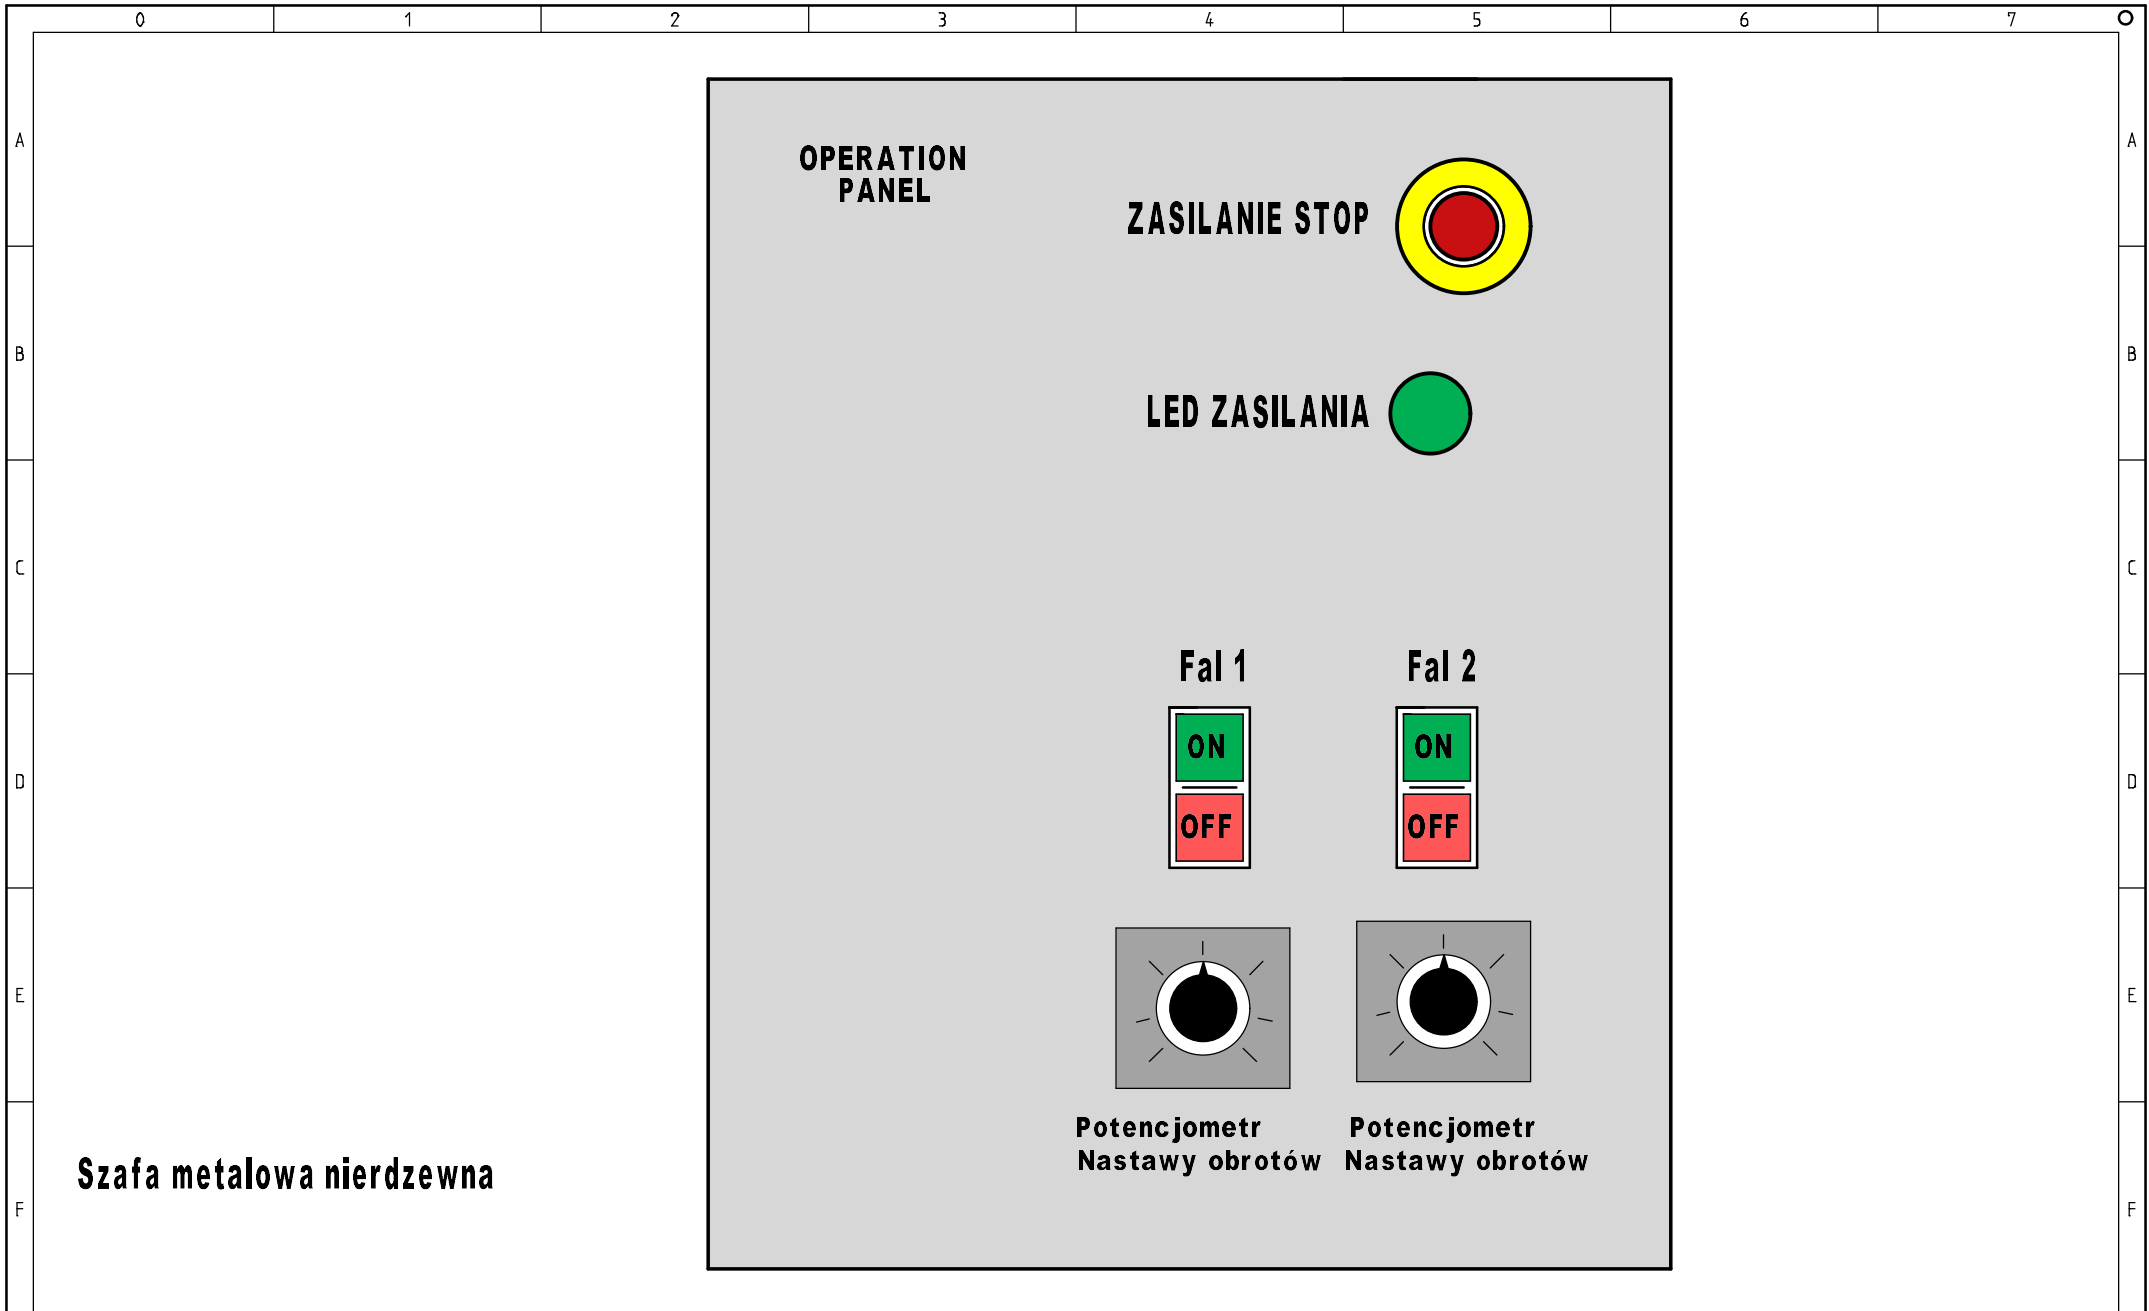 0 1 2 3 4 5 6 7
A A
OPERATION
PANEL
ZASILANIE STOP
B B
LED ZASILANIA
C C
Fal 1 Fal 2
ON ON
D D
OFF OFF
E E
Potencjometr Potencjometr
Nastawy obrotów Nastawy obrotów
Szafa metalowa nierdzewna
F F